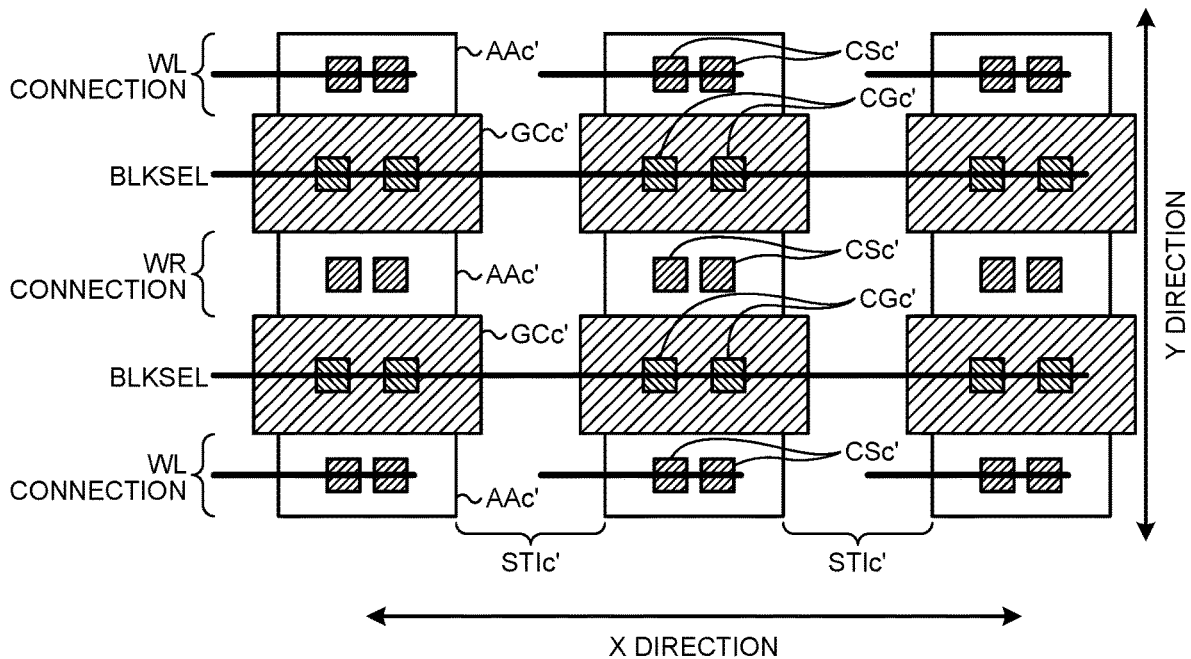 WL
CONNECTION
AAc'
CSc'
CGc'
GCc'
BLKSEL
WR
CONNECTION
AAc'
CSc'
CGc'
GCc'
BLKSEL
WL
CONNECTION
AAc'
CSc'
STIc'
STIc'
X DIRECTION
Y DIRECTION